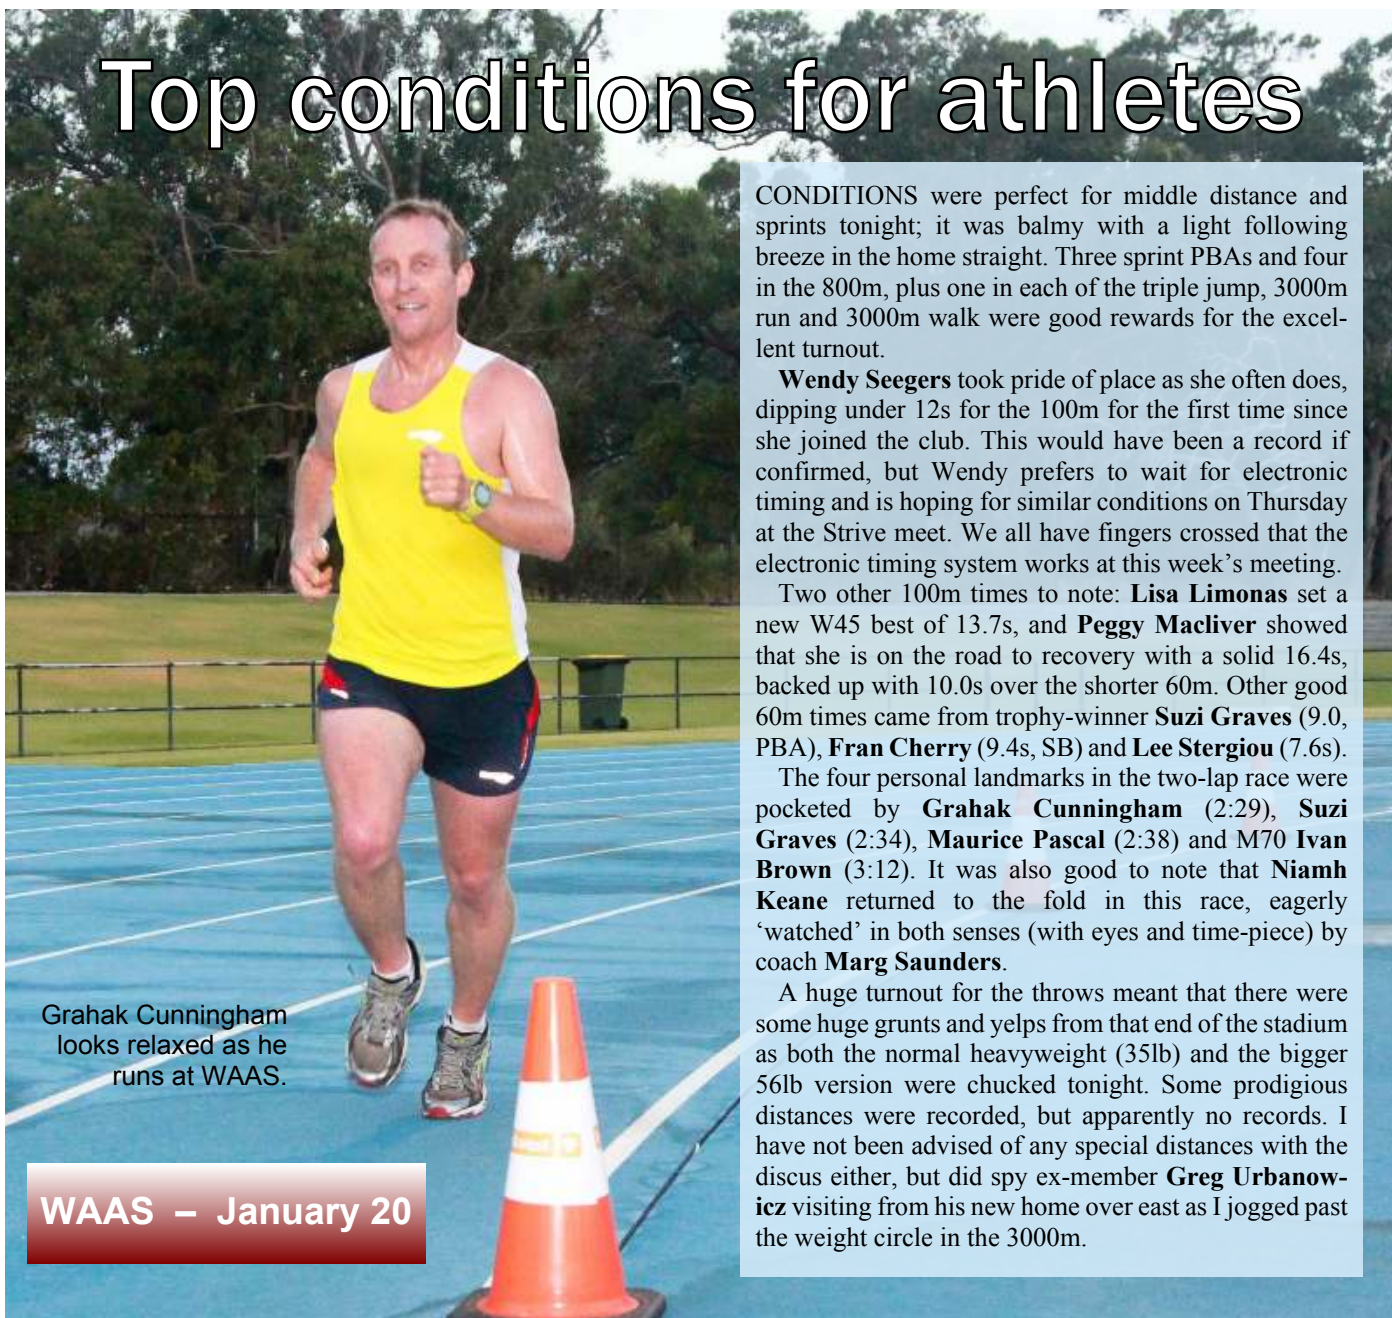 Top conditions for athletes
CONDITIONS were perfect for middle distance and
sprints tonight; it was balmy with a light following
breeze in the home straight. Three sprint PBAs and four
in the 800m, plus one in each of the triple jump, 3000m
run and 3000m walk were good rewards for the excel-
lent turnout.
Wendy Seegers took pride of place as she often does,
dipping under 12s for the 100m for the first time since
she joined the club. This would have been a record if
confirmed, but Wendy prefers to wait for electronic
timing and is hoping for similar conditions on Thursday
at the Strive meet. We all have fingers crossed that the
electronic timing system works at this week’s meeting.
Two other 100m times to note: Lisa Limonas set a
new W45 best of 13.7s, and Peggy Macliver showed
that she is on the road to recovery with a solid 16.4s,
backed up with 10.0s over the shorter 60m. Other good
60m times came from trophy-winner Suzi Graves (9.0,
PBA), Fran Cherry (9.4s, SB) and Lee Stergiou (7.6s).
The four personal landmarks in the two-lap race were
pocketed by Grahak Cunningham (2:29), Suzi
Graves (2:34), Maurice Pascal (2:38) and M70 Ivan
Brown (3:12). It was also good to note that Niamh
Keane returned to the fold in this race, eagerly
‘watched’ in both senses (with eyes and time-piece) by
coach Marg Saunders.
A huge turnout for the throws meant that there were
some huge grunts and yelps from that end of the stadium
as both the normal heavyweight (35lb) and the bigger
56lb version were chucked tonight. Some prodigious
distances were recorded, but apparently no records. I
have not been advised of any special distances with the
discus either, but did spy ex-member Greg Urbanow-
icz visiting from his new home over east as I jogged past
the weight circle in the 3000m.
Grahak Cunningham
looks relaxed as he
runs at WAAS.
WAAS – January 20